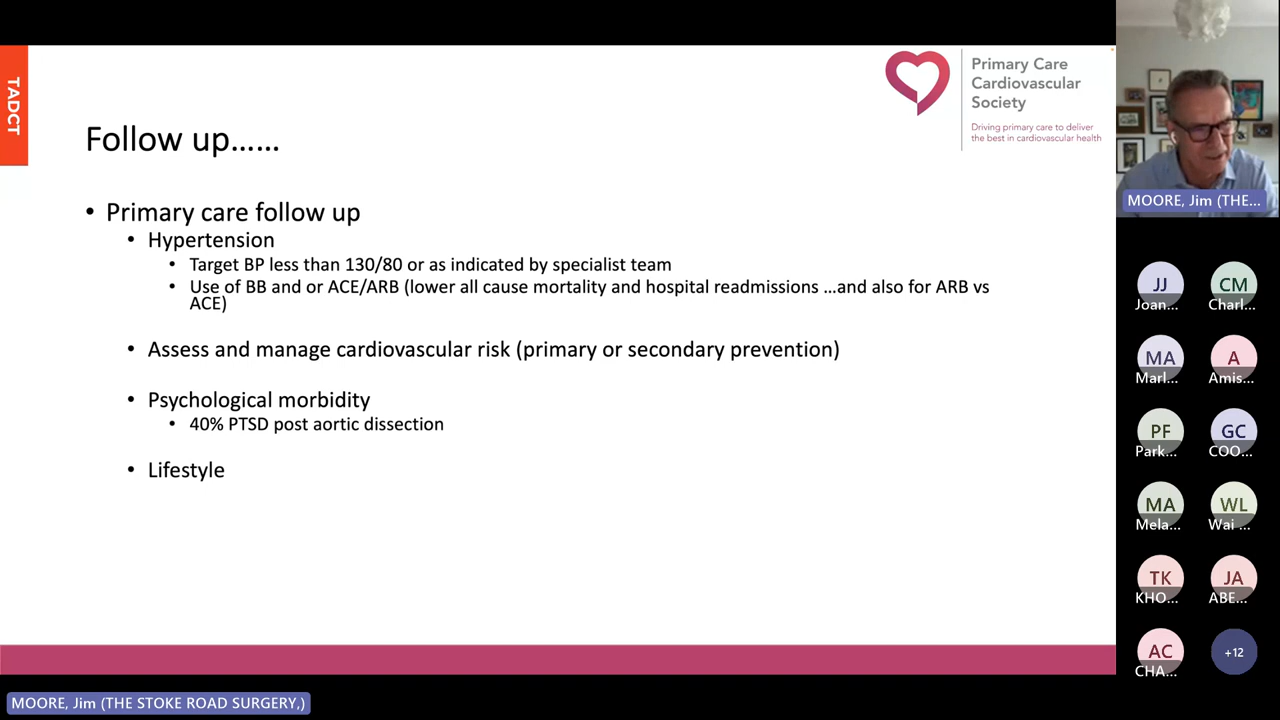 TADCT
Primary Care
Cardiovascular
Society
Driving primary care to deliver
the best in cardiovascular health
Follow up……
• Primary care follow up
• Hypertension
• Target BP less than 130/80 or as indicated by specialist team
• Use of BB and or ACE/ARB (lower all cause mortality and hospital readmissions …and also for ARB vs
ACE)
• Assess and manage cardiovascular risk (primary or secondary prevention)
• Psychological morbidity
• 40% PTSD post aortic dissection
• Lifestyle
MOORE, Jim (THE...
JJ
Joan...
CM
Charl...
MA
Marl...
A
Amis...
PF
Park...
GC
COO...
MA
Mela...
WL
Wai ...
TK
KHO...
JA
ABE...
AC
CHA...
+12
MOORE, Jim (THE STOKE ROAD SURGERY,)